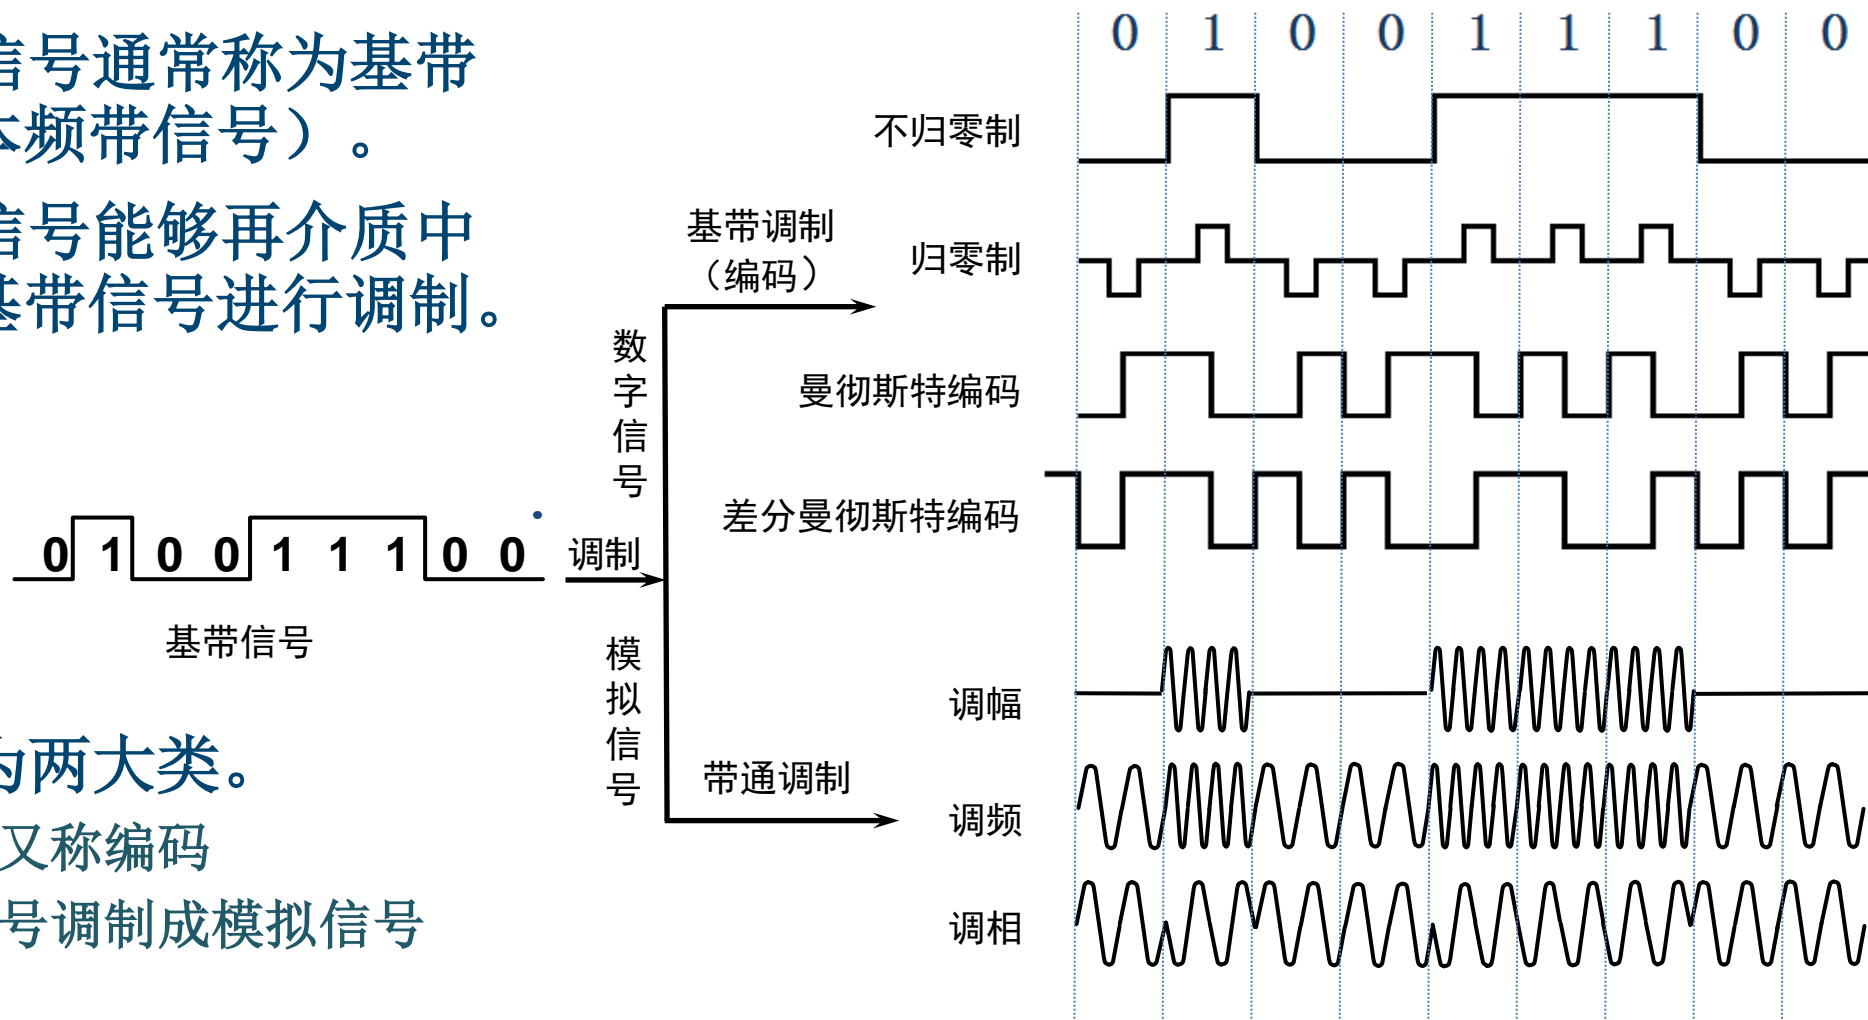 信号通常称为基带
本频带信号）。
信号能够再介质中
基带信号进行调制。
0 1 0 0 1 1 1 0 0
基带信号
为两大类。
又称编码
号调制成模拟信号
调制
数字信号
模拟信号
基带调制
（编码）
带通调制
0 1 0 0 1 1 1 0 0
不归零制
归零制
曼彻斯特编码
差分曼彻斯特编码
调幅
调频
调相